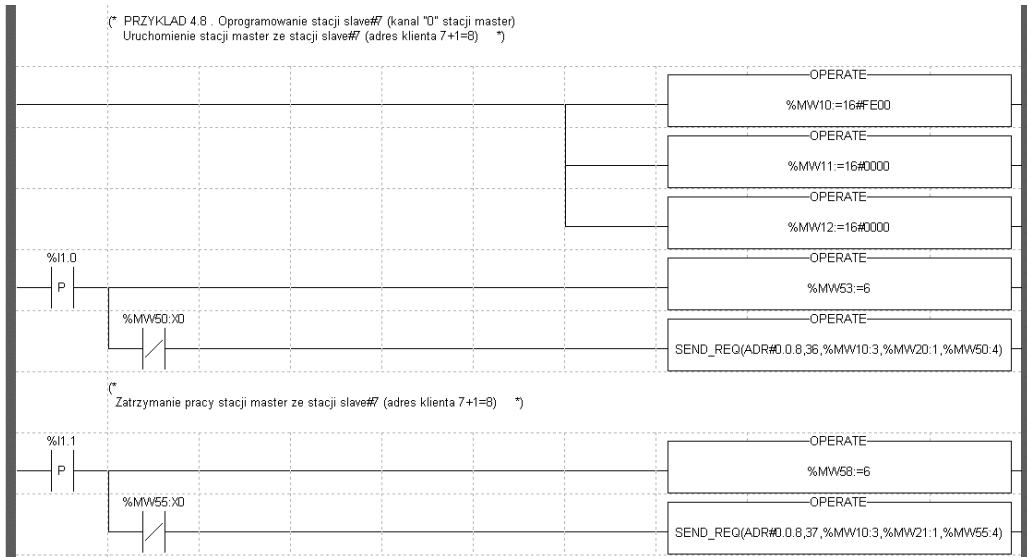 (* PRZYKLAD 4.8 . Oprogramowanie stacji slave#7 (kanal "0" stacji master)
Uruchomienie stacji master ze stacji slave#7 (adres klienta 7+1=8) *)
OPERATE
%MW10:=16#FE00
OPERATE
%MW11:=16#0000
OPERATE
%MW12:=16#0000
%I1.0
OPERATE
P
%MW53:=6
%MW50:X0
OPERATE
SEND_REQ(ADR#0.0.8,36,%MW10:3,%MW20:1,%MW50:4)
(*
Zatrzymanie pracy stacji master ze stacji slave#7 (adres klienta 7+1=8) *)
%I1.1
OPERATE
P
%MW58:=6
%MW55:X0
OPERATE
SEND_REQ(ADR#0.0.8,37,%MW10:3,%MW21:1,%MW55:4)